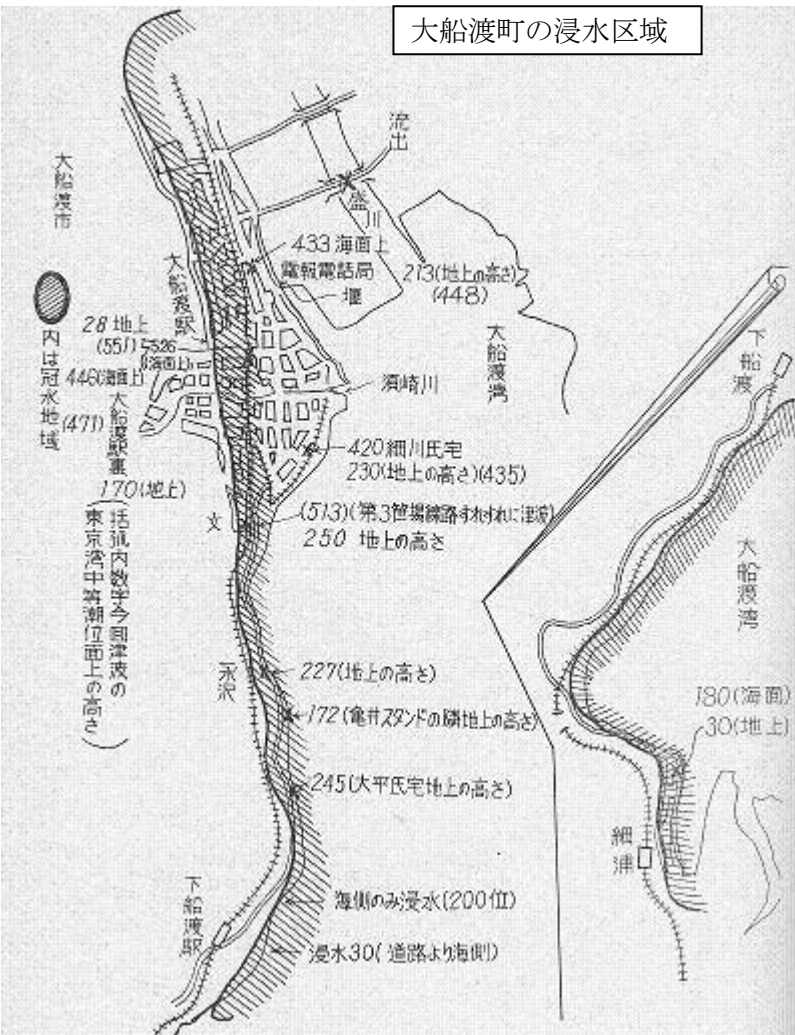 大船渡町の浸水区域
流出
盛川
大船渡市
433 海面上
電報電話局
堰
213(地上の高さ)
(448)
大船渡駅
大船渡湾
下船渡
内は冠水地域
28 地上
(551)
526
(海面上)
446(海面上)
(471)
大船渡駅裏
170(地上)
須崎川
420 細川氏宅
230(地上の高さ)(435)
文
(513)(第3笹場線路すれすれに津波)
250 地上の高さ
括弧内数字今回津波の
東京湾中等潮位面上の高さ
永沢
227(地上の高さ)
172(亀井スタンドの隣地上の高さ)
245(大平氏宅地上の高さ)
大船渡湾
180(海面)
30(地上)
細浦
下船渡駅
海側のみ浸水(200位)
浸水30(道路より海側)